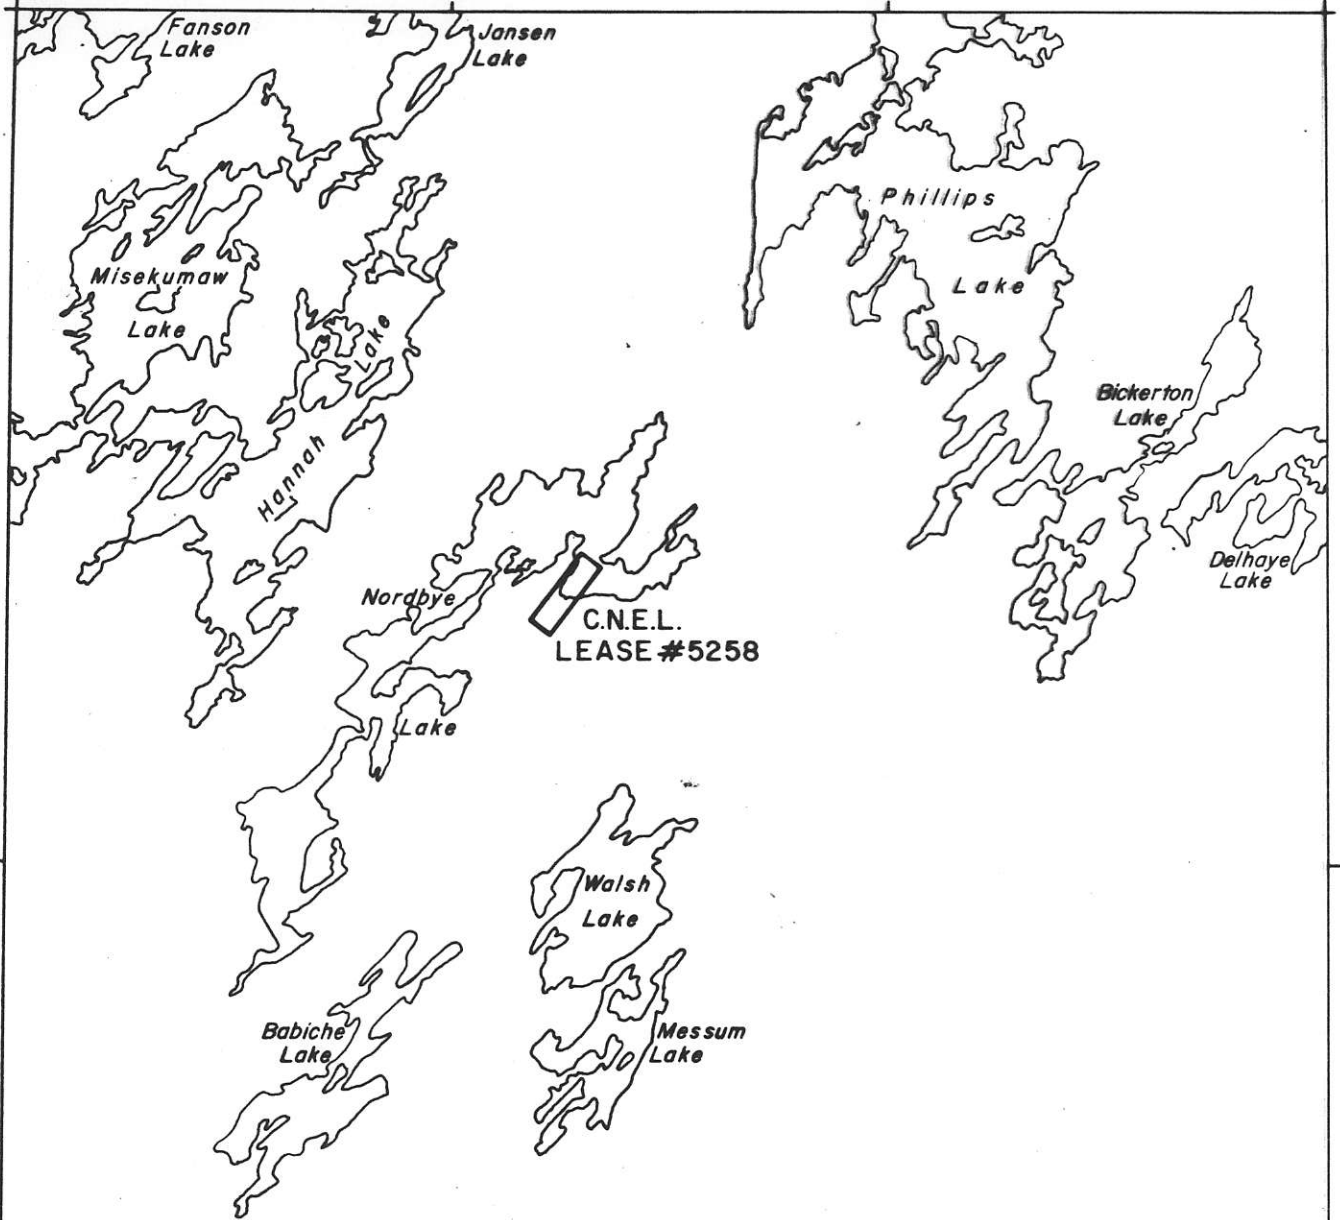 Fanson
Lake
Jansen
Lake
Phillips
Lake
Misekumaw
Lake
Lake
Hannah
Bickerton
Lake
Delhaye
Lake
Nordbye
Lake
C.N.E.L.
LEASE #5258
Walsh
Lake
Babiche
Lake
Messum
Lake